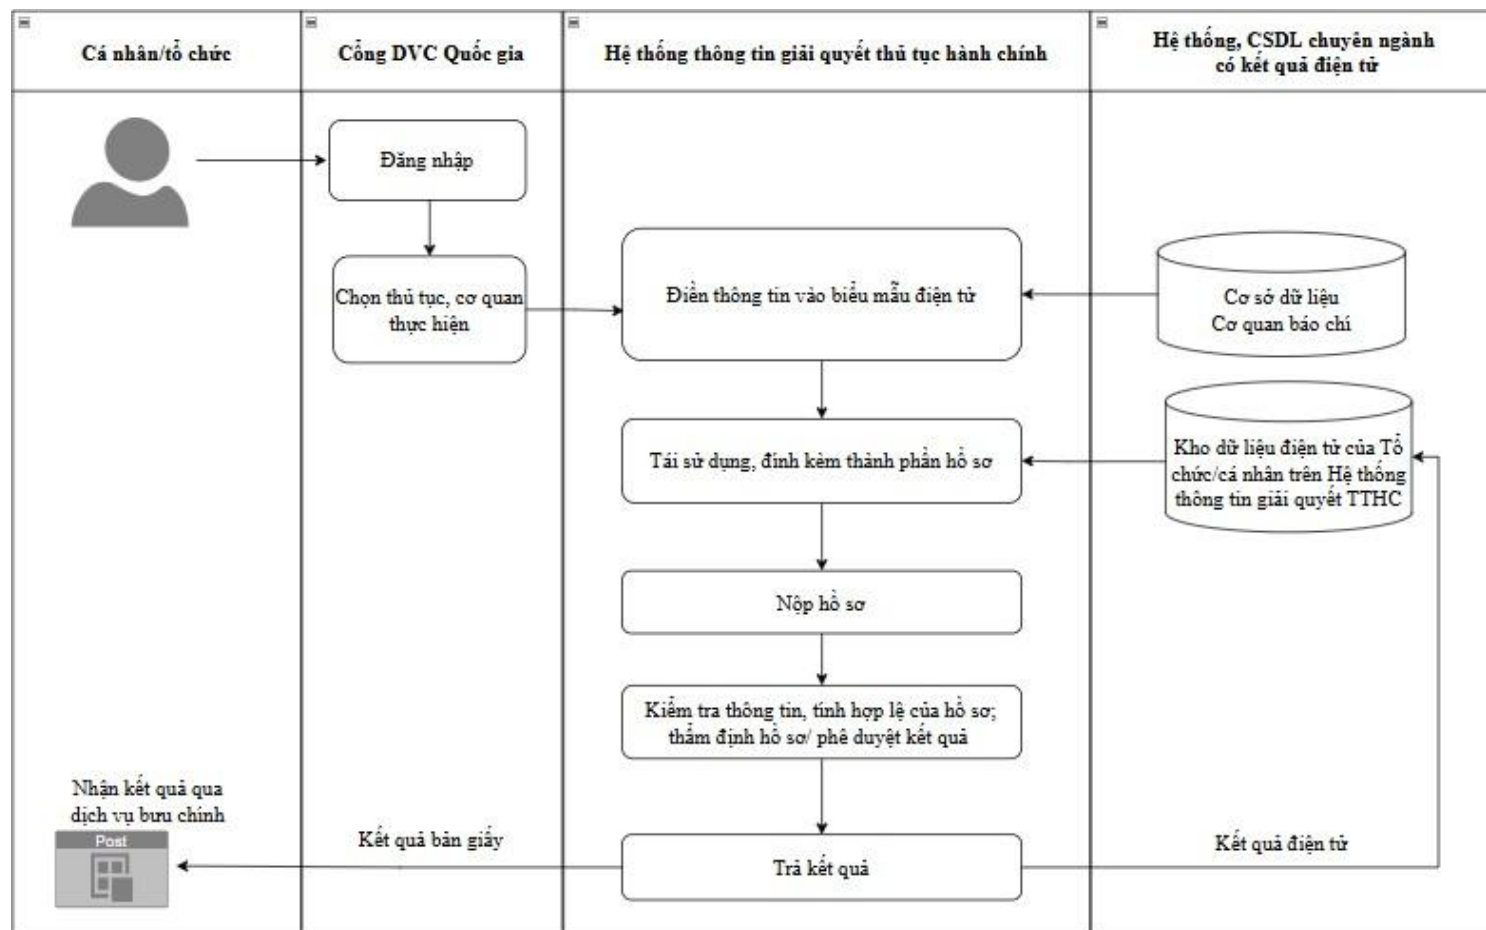 Cá nhân/tổ chức
Cổng DVC Quốc gia
Hệ thống thông tin giải quyết thủ tục hành chính
Hệ thống, CSDL chuyên ngành
có kết quả điện tử
Đăng nhập
Chọn thủ tục, cơ quan
thực hiện
Điền thông tin vào biểu mẫu điện tử
Cơ sở dữ liệu
Cơ quan báo chí
Tái sử dụng, đính kèm thành phần hồ sơ
Kho dữ liệu điện tử của Tổ
chức/cá nhân trên Hệ thống
thông tin giải quyết TTHC
Nộp hồ sơ
Kiểm tra thông tin, tính hợp lệ của hồ sơ;
thẩm định hồ sơ/ phê duyệt kết quả
Nhận kết quả qua
dịch vụ bưu chính
Post
Kết quả bản giấy
Trả kết quả
Kết quả điện tử